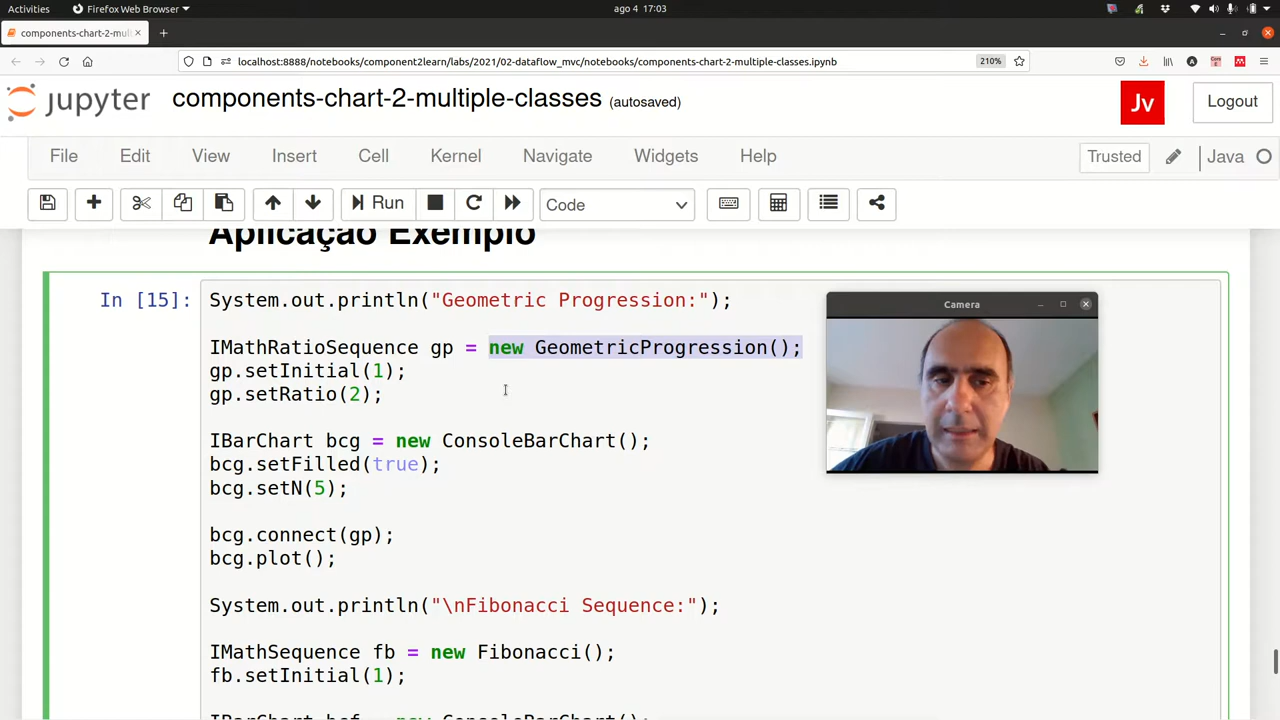 Activities Firefox Web Browser ago 4 17:03
components-chart-2-mult
localhost:8888/notebooks/component2learn/labs/2021/02-dataflow_mvc/notebooks/components-chart-2-multiple-classes.ipynb 210%
jupyter components-chart-2-multiple-classes (autosaved) Jv Logout
File Edit View Insert Cell Kernel Navigate Widgets Help Trusted Java
Run Code
Aplicação Exemplo
In [15]: System.out.println("Geometric Progression:");
Camera
IMathRatioSequence gp = new GeometricProgression();
gp.setInitial(1);
gp.setRatio(2);
IBarChart bcg = new ConsoleBarChart();
bcg.setFilled(true);
bcg.setN(5);
bcg.connect(gp);
bcg.plot();
System.out.println("\nFibonacci Sequence:");
IMathSequence fb = new Fibonacci();
fb.setInitial(1);
IBarChart bcf = new ConsoleBarChart();